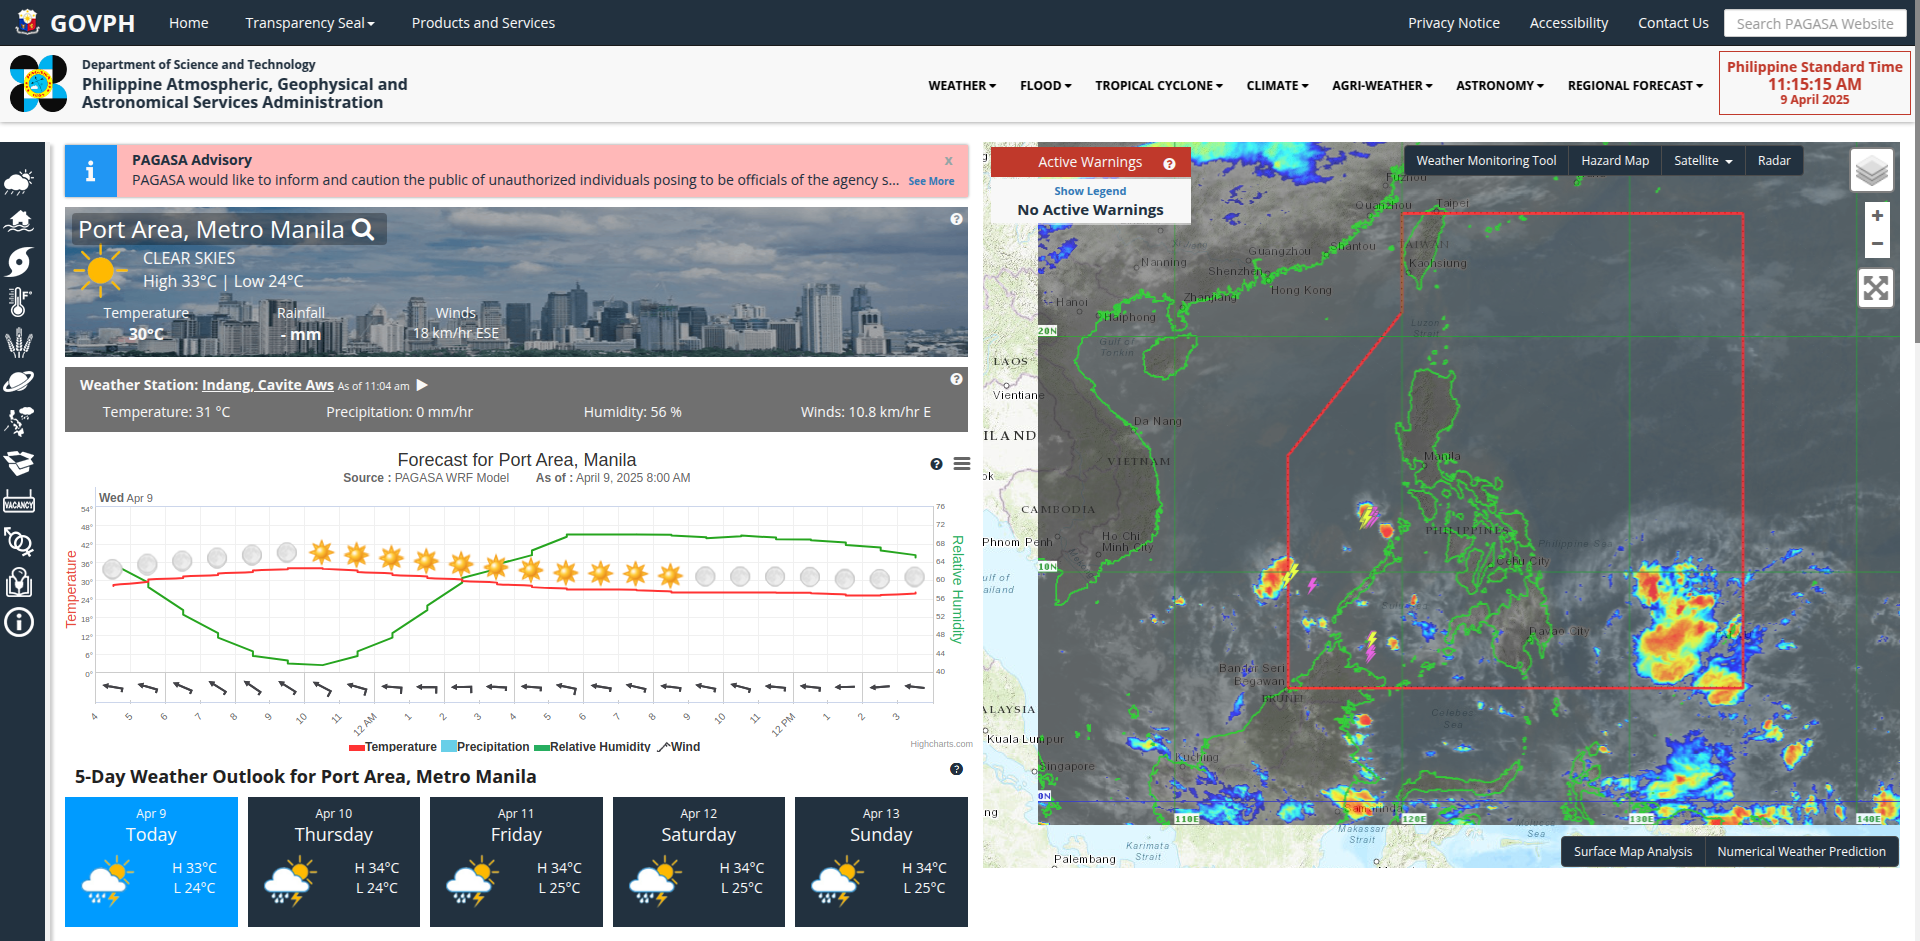 GOVPH
Home
Transparency Seal
Products and Services
Privacy Notice
Accessibility
Contact Us
Search PAGASA Website
Department of Science and Technology
Philippine Atmospheric, Geophysical and
Astronomical Services Administration
WEATHER
FLOOD
TROPICAL CYCLONE
CLIMATE
AGRI-WEATHER
ASTRONOMY
REGIONAL FORECAST
Philippine Standard Time
11:15:15 AM
9 April 2025
VACANCY
PAGASA Advisory
x
PAGASA would like to inform and caution the public of unauthorized individuals posing to be officials of the agency s... See More
Port Area, Metro Manila
CLEAR SKIES
High 33°C | Low 24°C
Temperature Rainfall Winds
30°C - mm 18 km/hr ESE
Weather Station: Indang, Cavite Aws As of 11:04 am
Temperature: 31 °C Precipitation: 0 mm/hr Humidity: 56 % Winds: 10.8 km/hr E
Forecast for Port Area, Manila
Source : PAGASA WRF Model As of : April 9, 2025 8:00 AM
Wed Apr 9
54°
48°
42°
36°
30°
24°
18°
12°
6°
0°
Temperature
76
72
68
64
60
56
52
48
44
40
Relative Humidity
4 5 6 7 8 9 10 11 12 AM 1 2 3 4 5 6 7 8 9 10 11 12 PM 1 2 3
Temperature Precipitation Relative Humidity Wind
Highcharts.com
5-Day Weather Outlook for Port Area, Metro Manila
Apr 9
Today
H 33°C
L 24°C
Apr 10
Thursday
H 34°C
L 24°C
Apr 11
Friday
H 34°C
L 25°C
Apr 12
Saturday
H 34°C
L 25°C
Apr 13
Sunday
H 34°C
L 25°C
Active Warnings
Show Legend
No Active Warnings
Weather Monitoring Tool
Hazard Map
Satellite
Radar
+
−
Fuzhou
Quanzhou
Taipei
Guangzhou
Shantou
TAIWAN
Nanning
Kaohsiung
Shenzhen
Hong Kong
Hanoi
Zhanjiang
Haiphong
Luzon
Strait
20N
Gulf of
Tonkin
LAOS
Vientiane
Da Nang
ILAND
VIETNAM
Manila
ok
CAMBODIA
PHILIPPINES
Phnom Penh
Ho Chi
Minh City
Philippine Se
Cebu City
10N
ulf of
ailand
Davao City
Bandar Seri
Begawan
BRUNEI
ALAYSIA
Celebes
Sea
Kuala Lumpur
Kuching
Singapore
0N
ng
110E
120E
130E
140E
Makassar
Strait
Sea
Karimata
Strait
Palembang
Surface Map Analysis
Numerical Weather Prediction